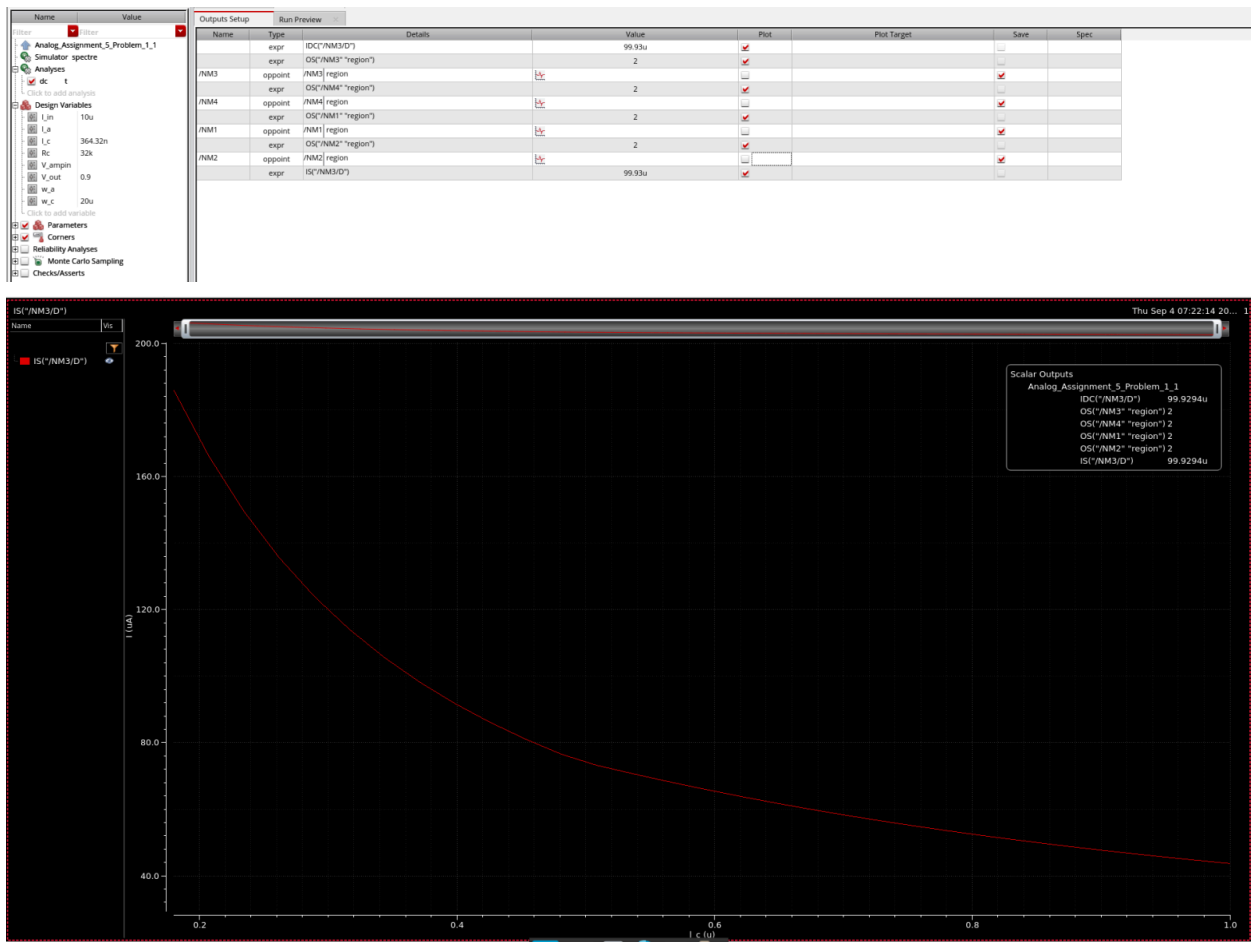 Name Value
Filter Filter
Analog_Assignment_5_Problem_1_1
Simulator spectre
Analyses
dc t
Click to add analysis
Design Variables
I_in 10u
l_a
l_c 364.32n
Rc 32k
V_ampin
V_out 0.9
w_a
w_c 20u
Click to add variable
Parameters
Corners
Reliability Analyses
Monte Carlo Sampling
Checks/Asserts
Outputs Setup Run Preview
Name Type Details Value Plot Plot Target Save Spec
expr IDC("/NM3/D") 99.93u
expr OS("/NM3" "region") 2
/NM3 oppoint /NM3 region
expr OS("/NM4" "region") 2
/NM4 oppoint /NM4 region
expr OS("/NM1" "region") 2
/NM1 oppoint /NM1 region
expr OS("/NM2" "region") 2
/NM2 oppoint /NM2 region
expr IS("/NM3/D") 99.93u
IS("/NM3/D")
Thu Sep 4 07:22:14 20... 1
Name Vis
IS("/NM3/D")
200.0
160.0
120.0
80.0
40.0
I (uA)
0.2 0.4 0.6 0.8 1.0
l_c (u)
Scalar Outputs
Analog_Assignment_5_Problem_1_1
IDC("/NM3/D") 99.9294u
OS("/NM3" "region") 2
OS("/NM4" "region") 2
OS("/NM1" "region") 2
OS("/NM2" "region") 2
IS("/NM3/D") 99.9294u